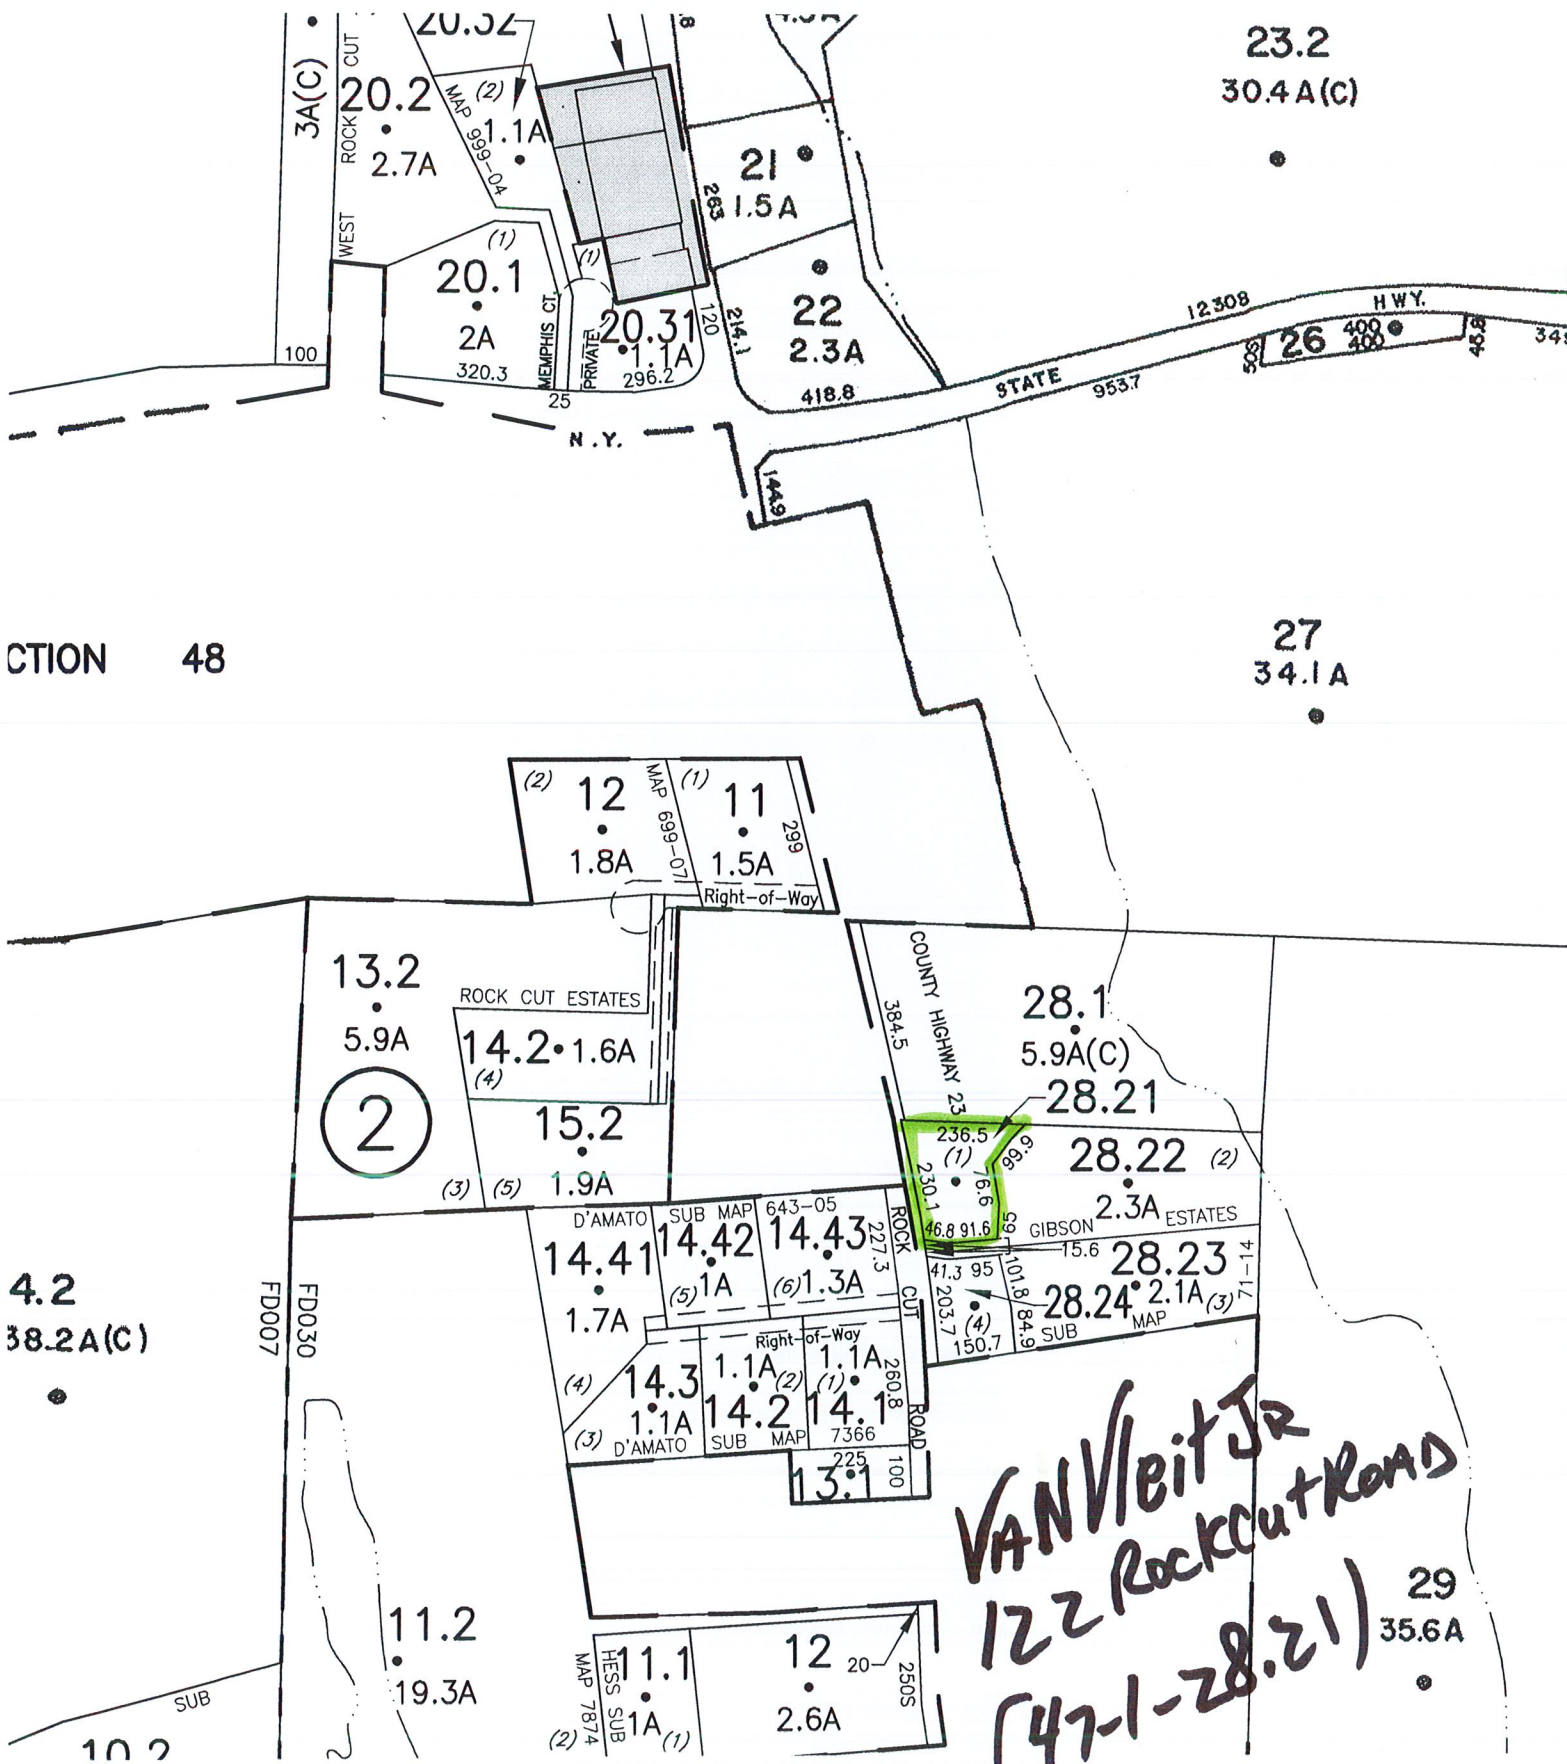 20.32
23.2
30.4 A(C)
3A(C)
ROCK CUT
20.2
2.7A
WEST
MAP 999-04
(2)
1.1A
21
1.5 A
263
(1)
20.1
2A
320.3
100
MEMPHIS CT.
25
PRIVATE
(1)
20.31
1.1A
296.2
120
214.1
22
2.3A
418.8
STATE
12308
HWY.
953.7
50S
26
400
400
45.8
N.Y.
144.9
CTION 48
27
34.1 A
(2)
12
1.8A
MAP 699-07
(1)
11
1.5A
299
Right-of-Way
13.2
5.9A
ROCK CUT ESTATES
14.2 1.6A
(4)
2
15.2
1.9A
(3)
(5)
COUNTY HIGHWAY 23
384.5
28.1
5.9A(C)
28.21
236.5
(1)
99.9
230.1
76.6
46.8 91.6
65
28.22 (2)
2.3A
GIBSON ESTATES
15.6
41.3 95
28.23
2.1A (3)
71-14
101.8
84.9
203.7
28.24
(4)
150.7
SUB MAP
D'AMATO SUB MAP 643-05
14.41
1.7A
14.42
(5) 1A
14.43
(6) 1.3A
227.3
ROCK CUT ROAD
Right-of-Way
(4)
14.3
1.1A
(3)
1.1A (2)
14.2
1.1A
(1)
14.1
260.8
D'AMATO SUB MAP 7366
225
13.1
100
4.2
38.2A(C)
FD007
FD030
11.2
19.3A
SUB
10.2
MAP 7874
HESS SUB
11.1
1A (1)
(2)
12
2.6A
20
250S
29
35.6A
VANVleit JR
122 RockCut ROAD
(47-1-28.21)